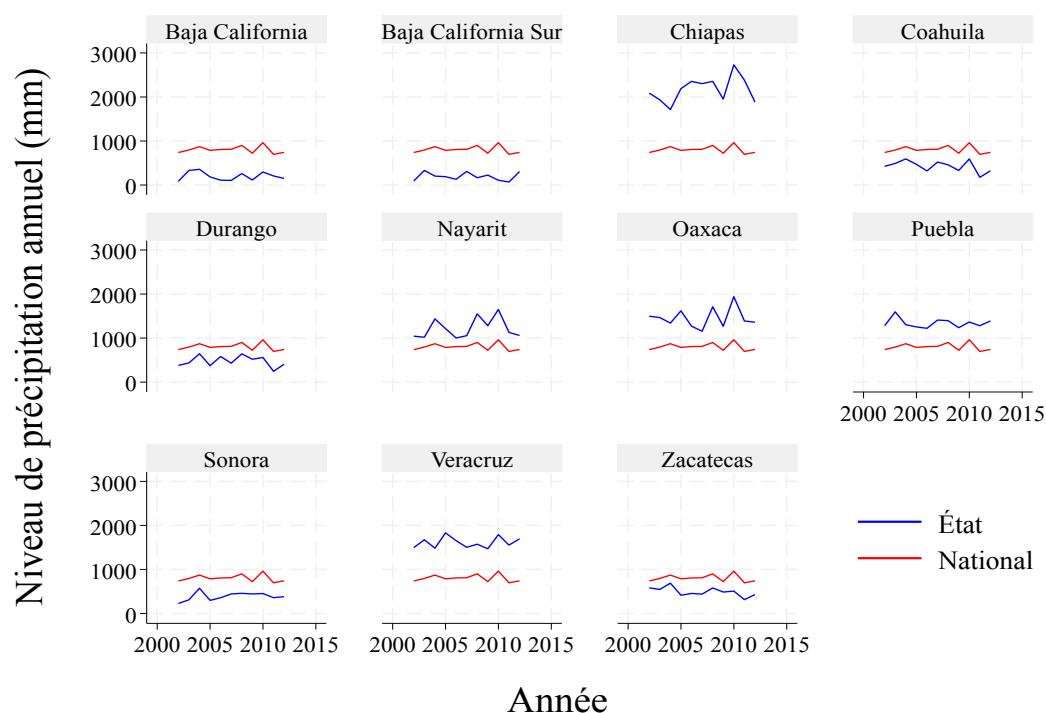 Niveau de précipitation annuel (mm)
Baja California
Baja California Sur
Chiapas
Coahuila
3000
2000
1000
0
Durango
Nayarit
Oaxaca
Puebla
3000
2000
1000
0
2000 2005 2010 2015
Sonora
Veracruz
Zacatecas
3000
2000
1000
0
2000 2005 2010 2015
2000 2005 2010 2015
2000 2005 2010 2015
État
National
Année